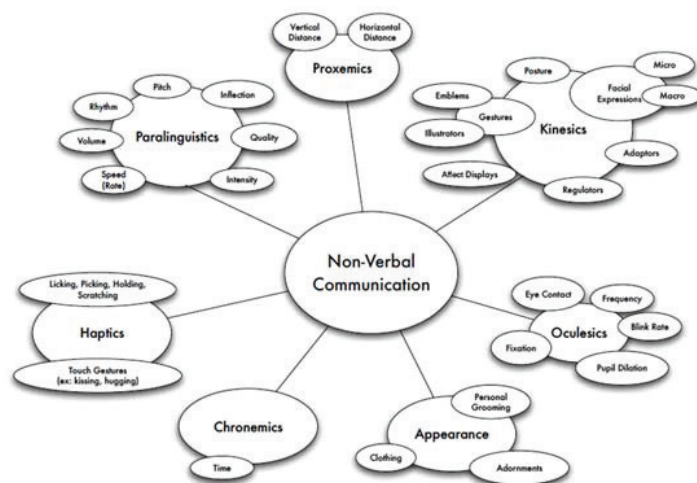 Vertical
Distance
Horizontal
Distance
Proxemics
Pitch
Rhythm
Inflection
Volume
Paralinguistics
Quality
Speed
(Rate)
Intensity
Posture
Micro
Facial
Expressions
Macro
Emblems
Gestures
Illustrators
Kinesics
Adaptors
Affect Displays
Regulators
Non-Verbal
Communication
Licking, Picking, Holding,
Scratching
Haptics
Touch Gestures
(ex: kissing, hugging)
Eye Contact
Frequency
Blink Rate
Oculesics
Fixation
Pupil Dilation
Chronemics
Time
Personal
Grooming
Appearance
Clothing
Adornments